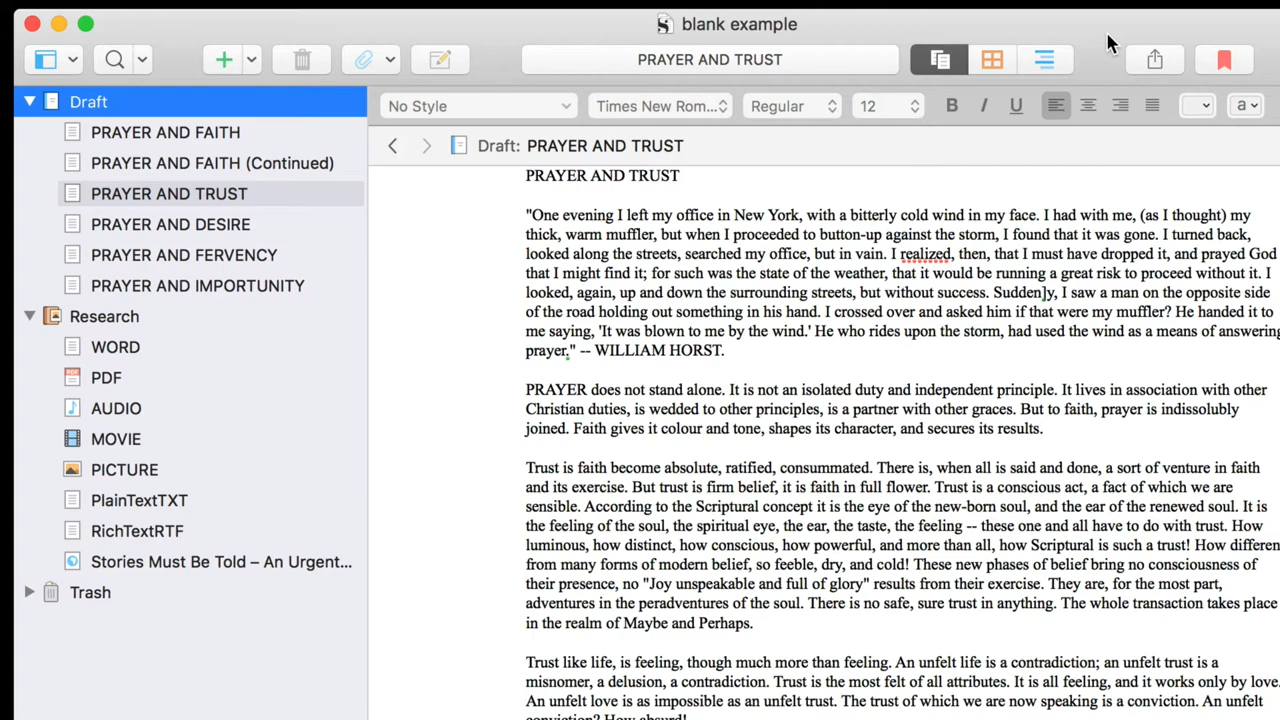 blank example
PRAYER AND TRUST
Draft
No Style
Times New Rom...
Regular
12
B I U
a
PRAYER AND FAITH
PRAYER AND FAITH (Continued)
PRAYER AND TRUST
PRAYER AND DESIRE
PRAYER AND FERVENCY
PRAYER AND IMPORTUNITY
Research
WORD
PDF
AUDIO
MOVIE
PICTURE
PlainTextTXT
RichTextRTF
Stories Must Be Told – An Urgent...
Trash
Draft: PRAYER AND TRUST
PRAYER AND TRUST
"One evening I left my office in New York, with a bitterly cold wind in my face. I had with me, (as I thought) my
thick, warm muffler, but when I proceeded to button-up against the storm, I found that it was gone. I turned back,
looked along the streets, searched my office, but in vain. I realized, then, that I must have dropped it, and prayed God
that I might find it; for such was the state of the weather, that it would be running a great risk to proceed without it. I
looked, again, up and down the surrounding streets, but without success. Sudden]y, I saw a man on the opposite side
of the road holding out something in his hand. I crossed over and asked him if that were my muffler? He handed it to
me saying, 'It was blown to me by the wind.' He who rides upon the storm, had used the wind as a means of answering
prayer." -- WILLIAM HORST.
PRAYER does not stand alone. It is not an isolated duty and independent principle. It lives in association with other
Christian duties, is wedded to other principles, is a partner with other graces. But to faith, prayer is indissolubly
joined. Faith gives it colour and tone, shapes its character, and secures its results.
Trust is faith become absolute, ratified, consummated. There is, when all is said and done, a sort of venture in faith
and its exercise. But trust is firm belief, it is faith in full flower. Trust is a conscious act, a fact of which we are
sensible. According to the Scriptural concept it is the eye of the new-born soul, and the ear of the renewed soul. It is
the feeling of the soul, the spiritual eye, the ear, the taste, the feeling -- these one and all have to do with trust. How
luminous, how distinct, how conscious, how powerful, and more than all, how Scriptural is such a trust! How differen
from many forms of modern belief, so feeble, dry, and cold! These new phases of belief bring no consciousness of
their presence, no "Joy unspeakable and full of glory" results from their exercise. They are, for the most part,
adventures in the peradventures of the soul. There is no safe, sure trust in anything. The whole transaction takes place
in the realm of Maybe and Perhaps.
Trust like life, is feeling, though much more than feeling. An unfelt life is a contradiction; an unfelt trust is a
misnomer, a delusion, a contradiction. Trust is the most felt of all attributes. It is all feeling, and it works only by love.
An unfelt love is as impossible as an unfelt trust. The trust of which we are now speaking is a conviction. An unfelt
conviction? How absurd!